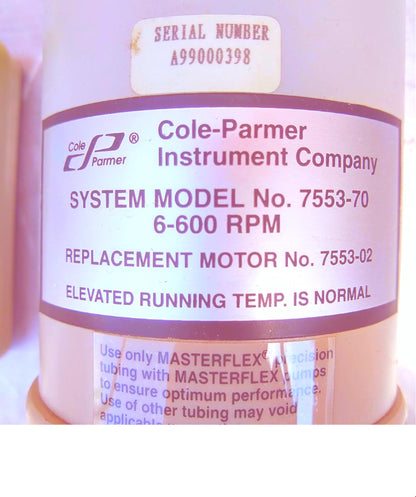 SERIAL NUMBER
A99000398
Cole
Parmer
®
Cole-Parmer
Instrument Company
SYSTEM MODEL No. 7553-70
6-600 RPM
REPLACEMENT MOTOR No. 7553-02
ELEVATED RUNNING TEMP. IS NORMAL
Use only MASTERFLEX® precision
tubing with MASTERFLEX pumps
to ensure optimum performance.
Use of other tubing may void
applicable